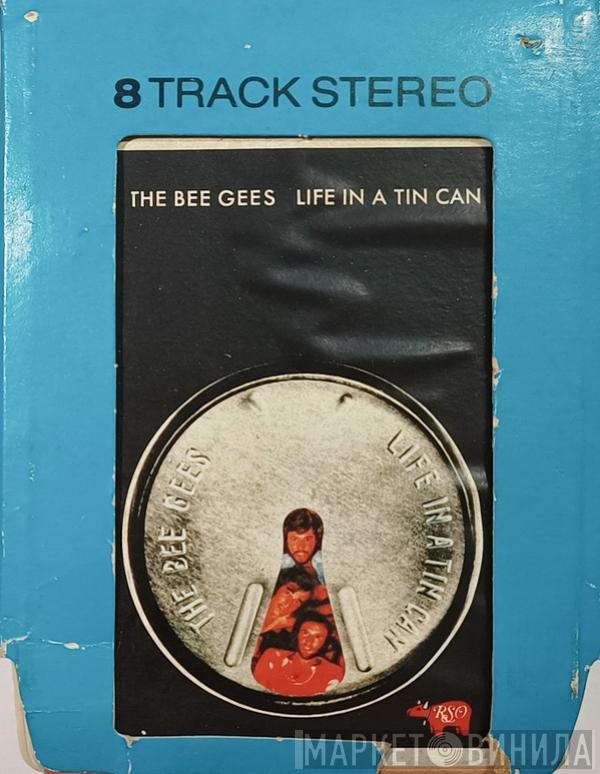 8 TRACK STEREO
THE BEE GEES LIFE IN A TIN CAN
THE BEE GEES
LIFE IN A TIN CAN
RSO
МАРКЕТ ВИНИЛА